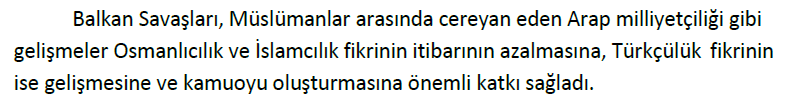 Balkan Savaşları, Müslümanlar arasında cereyan eden Arap milliyetçiliği gibi
gelişmeler Osmanlıcılık ve İslamcılık fikrinin itibarının azalmasına, Türkçülük fikrinin
ise gelişmesine ve kamuoyu oluşturmasına önemli katkı sağladı.